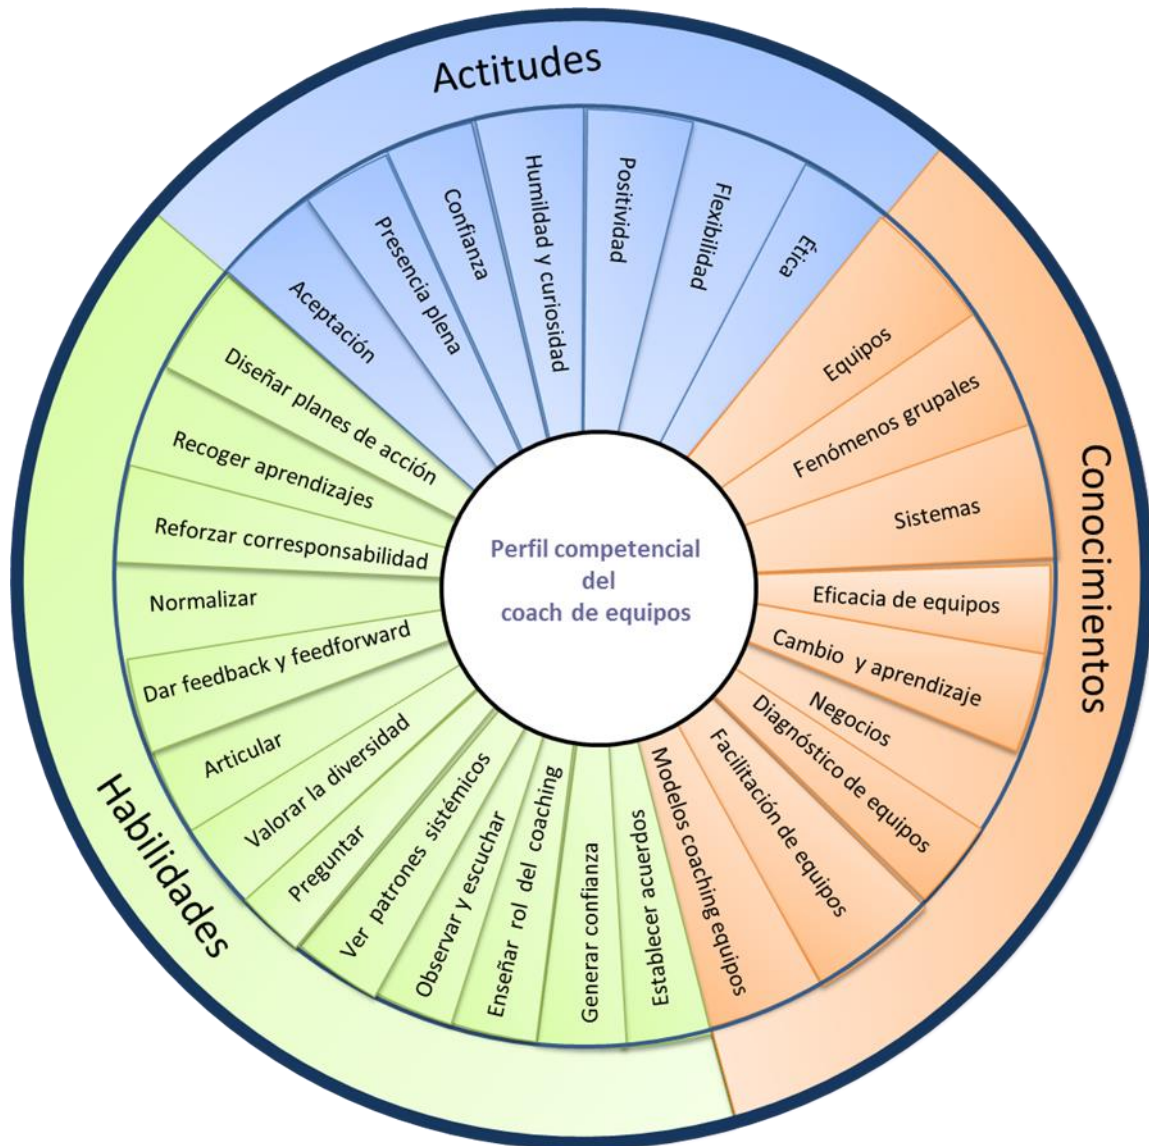 Actitudes
Aceptación
Presencia plena
Confianza
Humildad y curiosidad
Positividad
Flexibilidad
Ética
Conocimientos
Equipos
Fenómenos grupales
Sistemas
Eficacia de equipos
Cambio y aprendizaje
Negocios
Diagnóstico de equipos
Facilitación de equipos
Modelos coaching equipos
Habilidades
Establecer acuerdos
Generar confianza
Enseñar rol del coaching
Observar y escuchar
Ver patrones sistémicos
Preguntar
Valorar la diversidad
Articular
Dar feedback y feedforward
Normalizar
Reforzar corresponsabilidad
Recoger aprendizajes
Diseñar planes de acción
Perfil competencial
del
coach de equipos